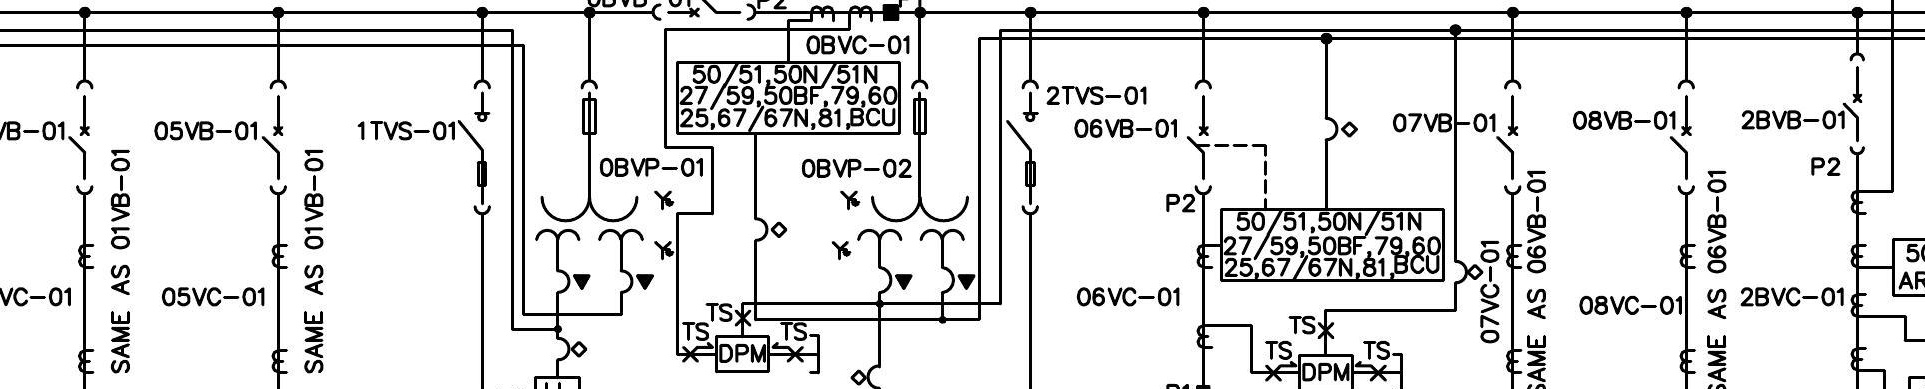 P2
0BVC-01
50/51,50N/51N
27/59,50BF,79,60
25,67/67N,81,BCU
VB-01
05VB-01
1TVS-01
2TVS-01
06VB-01
07VB-01
08VB-01
2BVB-01
P2
0BVP-01
0BVP-02
SAME AS 01VB-01
SAME AS 01VB-01
P2
50/51,50N/51N
27/59,50BF,79,60
25,67/67N,81,BCU
SAME AS 06VB-01
SAME AS 06VB-01
VC-01
05VC-01
06VC-01
07VC-01
08VC-01
2BVC-01
50
AR
TS
TS
TS
DPM
TS
TS
TS
DPM